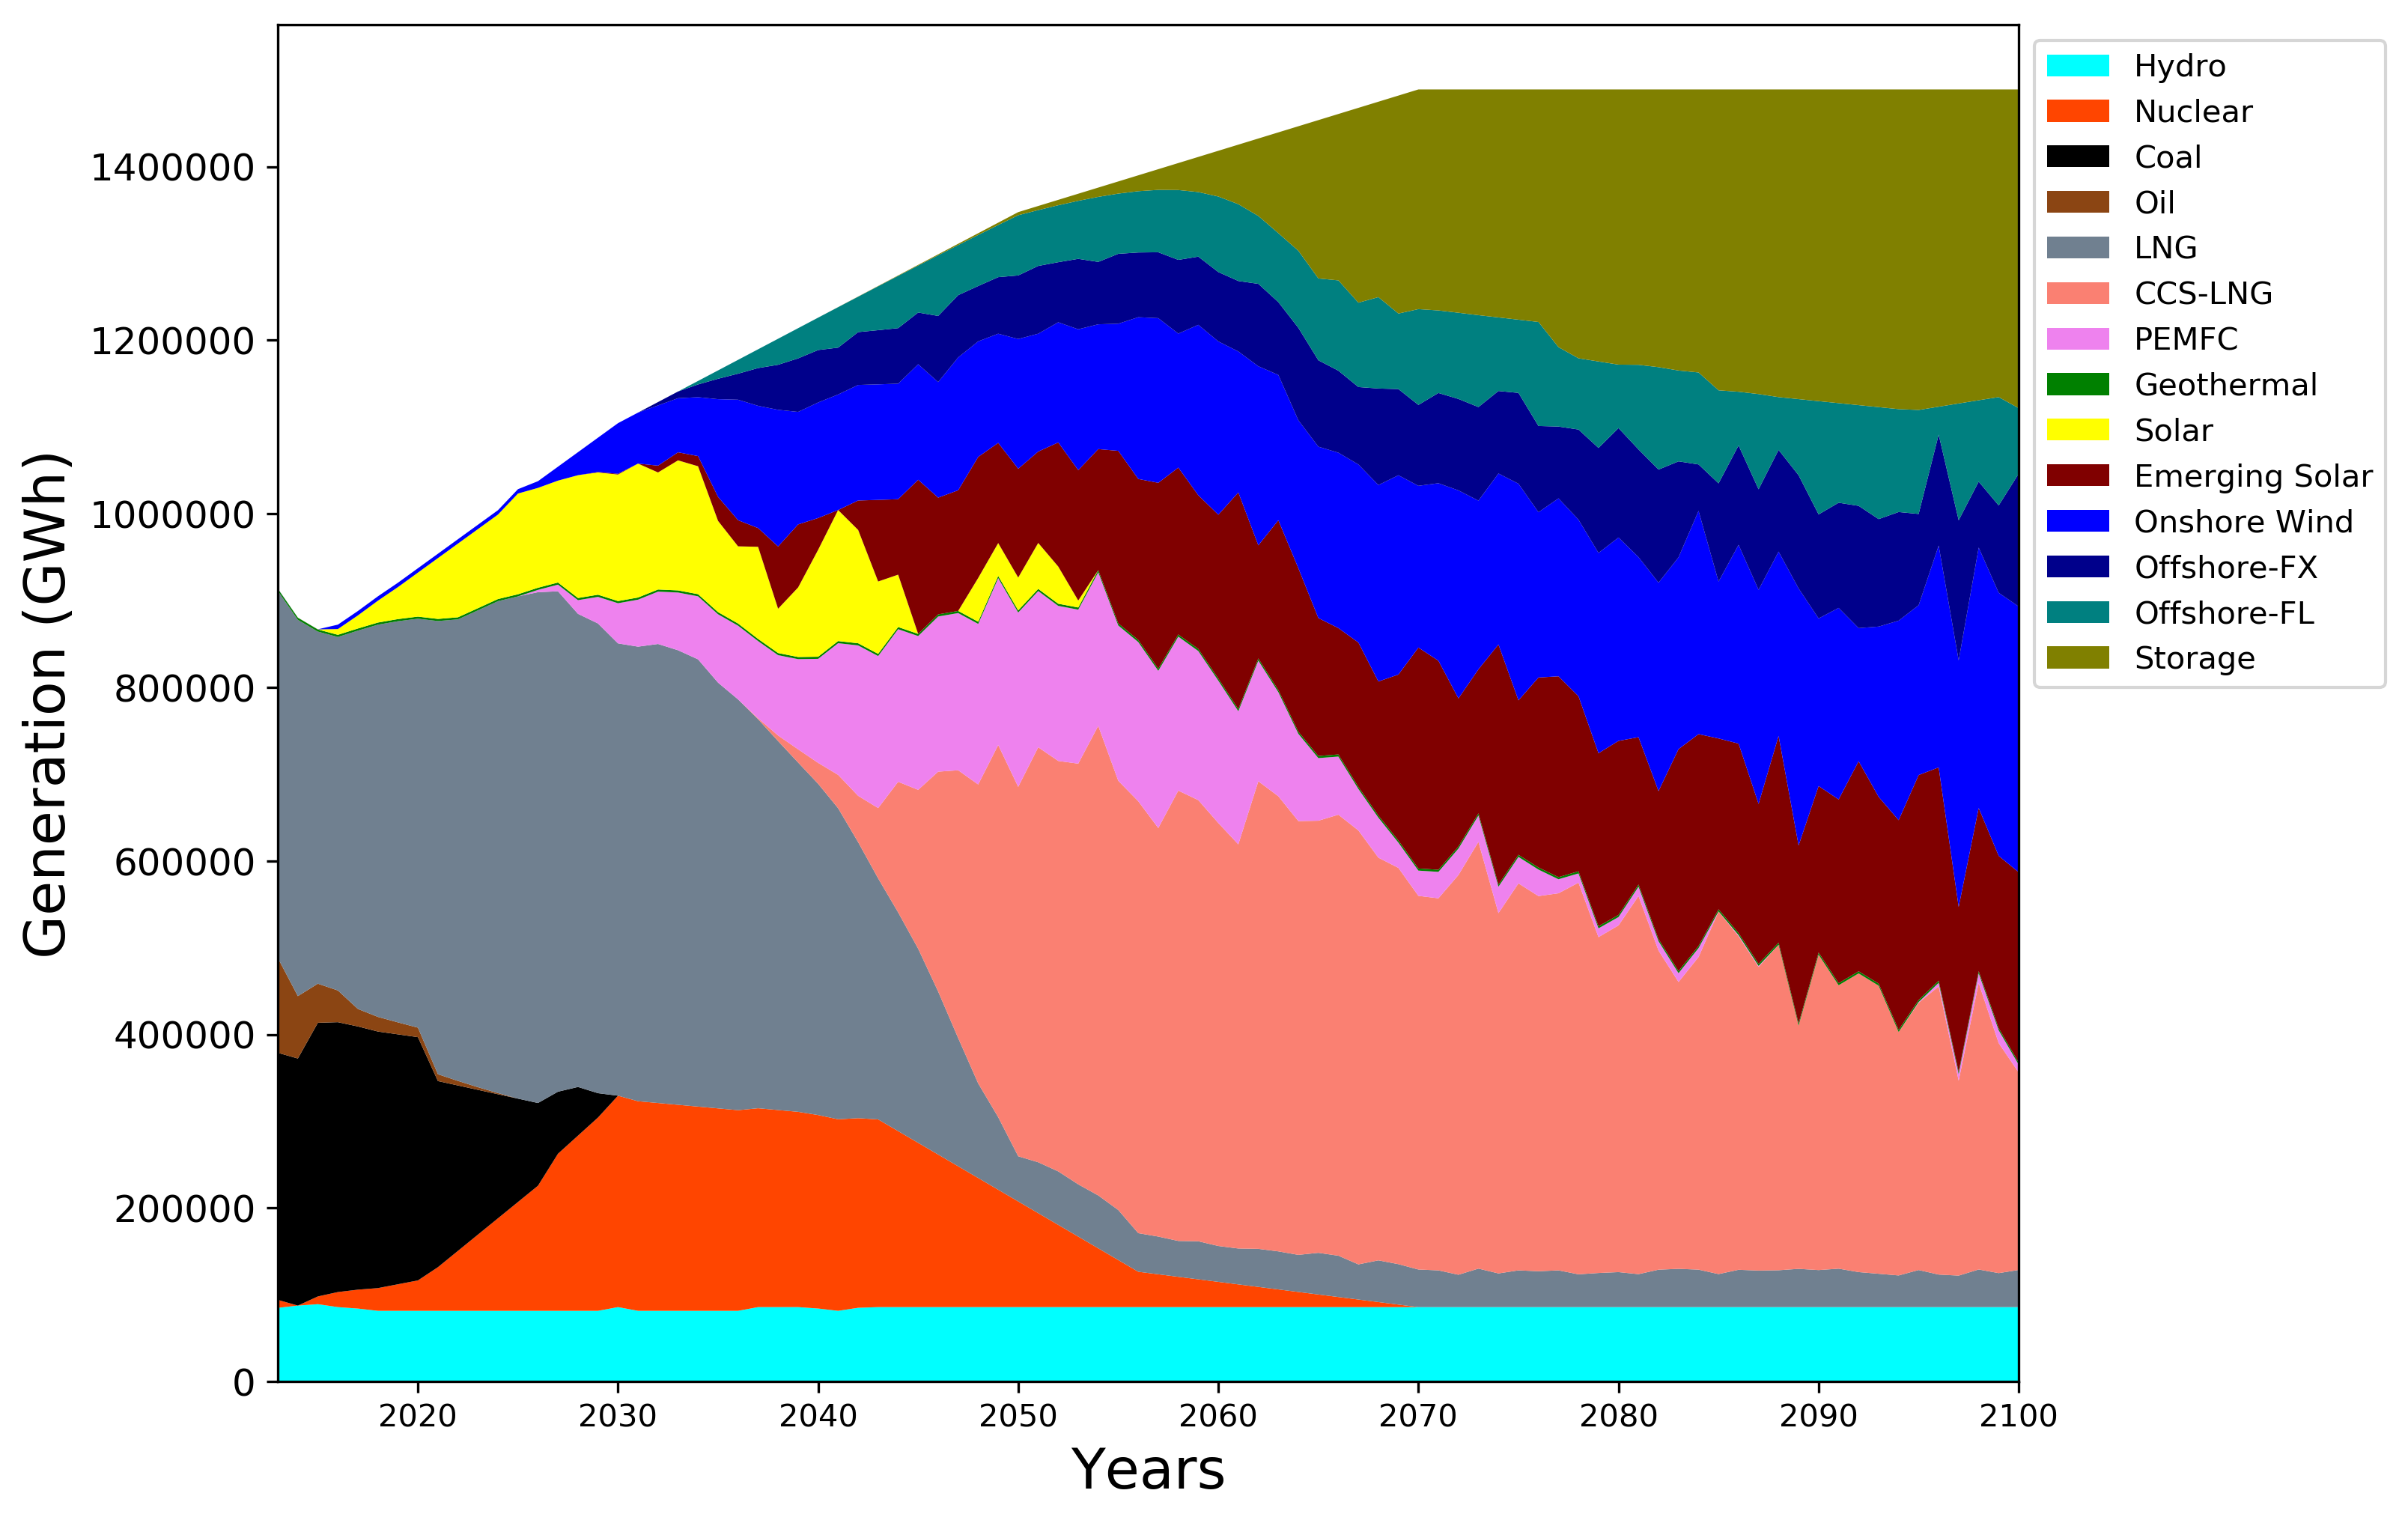 Generation (GWh)
1400000
1200000
1000000
800000
600000
400000
200000
0
2020 2030 2040 2050 2060 2070 2080 2090 2100
Years
Hydro
Nuclear
Coal
Oil
LNG
CCS-LNG
PEMFC
Geothermal
Solar
Emerging Solar
Onshore Wind
Offshore-FX
Offshore-FL
Storage